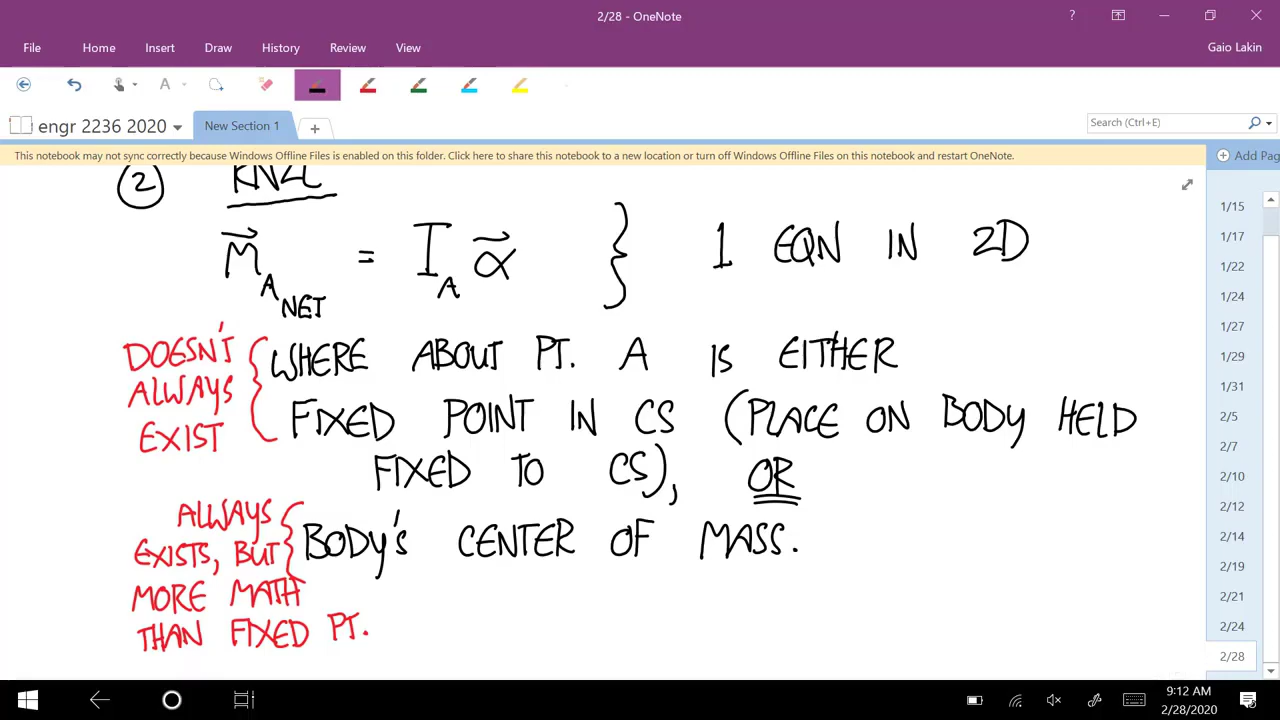 2/28 - OneNote
File Home Insert Draw History Review View
Gaio Lakin
engr 2236 2020 New Section 1
Search (Ctrl+E)
This notebook may not sync correctly because Windows Offline Files is enabled on this folder. Click here to share this notebook to a new location or turn off Windows Offline Files on this notebook and restart OneNote.
Add Page
2
M⃗A NET = IA α⃗ } 1 EQN IN 2D
DOESN'T
ALWAYS
EXIST
{ WHERE ABOUT PT. A IS EITHER
FIXED POINT IN CS (PLACE ON BODY HELD
FIXED TO CS), OR
ALWAYS
EXISTS, BUT
MORE MATH
THAN FIXED PT.
{ BODY'S CENTER OF MASS.
1/15
1/17
1/22
1/24
1/27
1/29
1/31
2/5
2/7
2/10
2/12
2/14
2/19
2/21
2/24
2/28
9:12 AM
2/28/2020